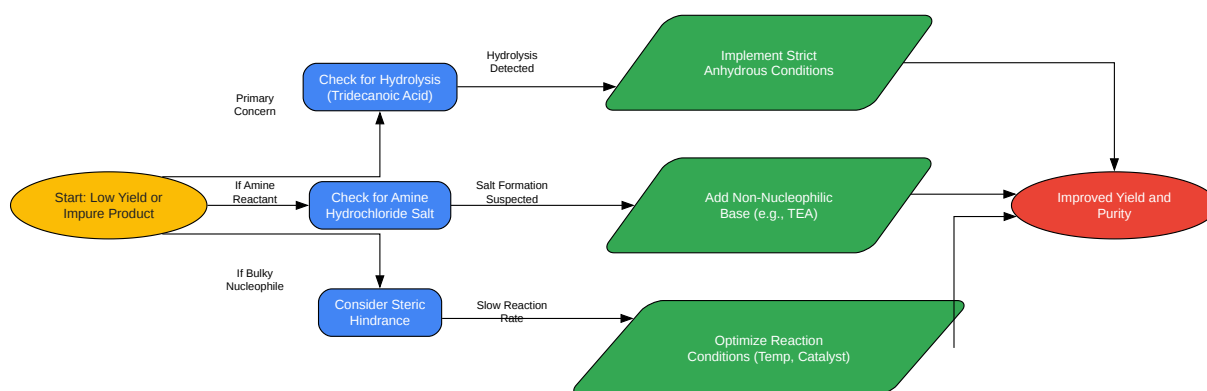 Start: Low Yield or
Impure Product
Primary
Concern
Check for Hydrolysis
(Tridecanoic Acid)
Hydrolysis
Detected
Implement Strict
Anhydrous Conditions
If Amine
Reactant
Check for Amine
Hydrochloride Salt
Salt Formation
Suspected
Add Non-Nucleophilic
Base (e.g., TEA)
Improved Yield and
Purity
If Bulky
Nucleophile
Consider Steric
Hindrance
Slow Reaction
Rate
Optimize Reaction
Conditions (Temp, Catalyst)